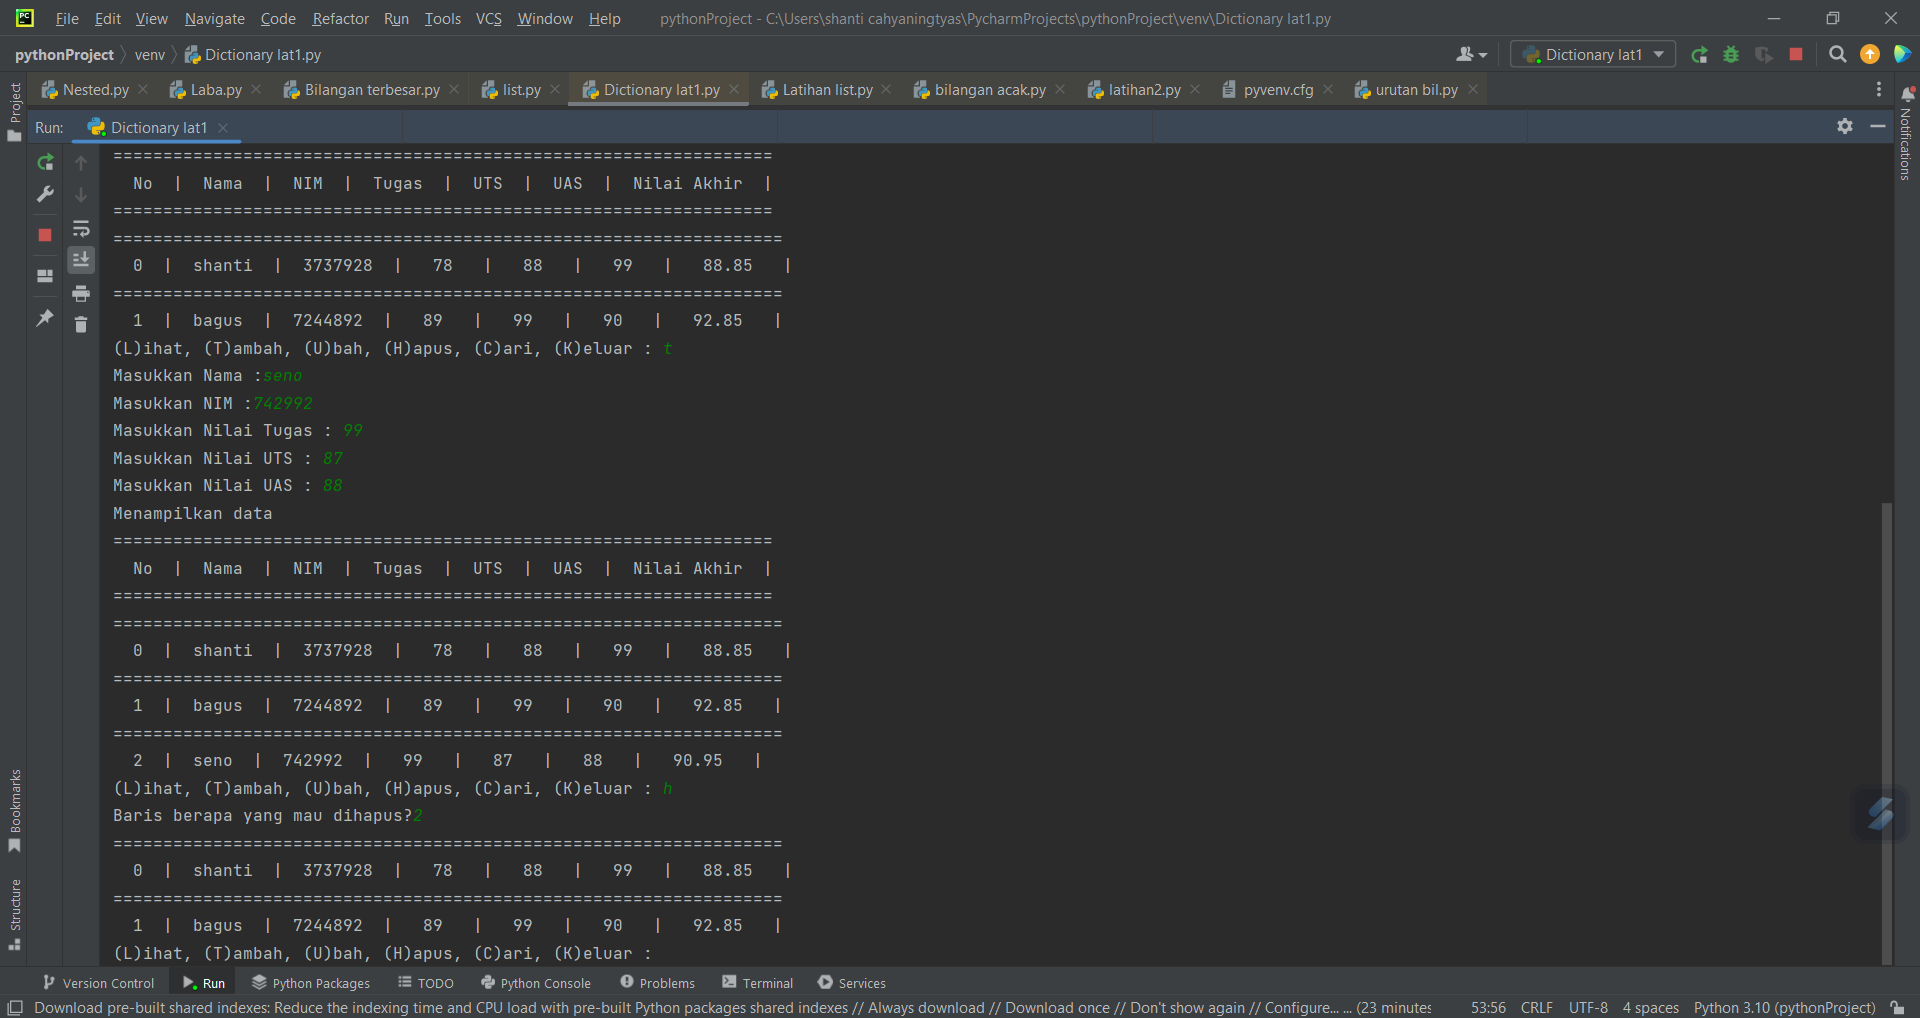 File Edit View Navigate Code Refactor Run Tools VCS Window Help pythonProject - C:\Users\shanti cahyaningtyas\PycharmProjects\pythonProject\venv\Dictionary lat1.py
pythonProject venv Dictionary lat1.py Dictionary lat1
Project Nested.py Laba.py Bilangan terbesar.py list.py Dictionary lat1.py Latihan list.py bilangan acak.py latihan2.py pyvenv.cfg urutan bil.py
Notifications
Run: Dictionary lat1
==================================================================
  No  |  Nama  |  NIM  |  Tugas  |  UTS  |  UAS  |  Nilai Akhir  |
==================================================================
===================================================================
  0  |  shanti  |  3737928  |   78   |   88   |   99   |   88.85   |
===================================================================
  1  |  bagus  |  7244892  |   89   |   99   |   90   |   92.85   |
(L)ihat, (T)ambah, (U)bah, (H)apus, (C)ari, (K)eluar : t
Masukkan Nama :seno
Masukkan NIM :742992
Masukkan Nilai Tugas : 99
Masukkan Nilai UTS : 87
Masukkan Nilai UAS : 88
Menampilkan data
==================================================================
  No  |  Nama  |  NIM  |  Tugas  |  UTS  |  UAS  |  Nilai Akhir  |
==================================================================
===================================================================
  0  |  shanti  |  3737928  |   78   |   88   |   99   |   88.85   |
===================================================================
  1  |  bagus  |  7244892  |   89   |   99   |   90   |   92.85   |
===================================================================
  2  |  seno  |  742992  |   99   |   87   |   88   |   90.95   |
(L)ihat, (T)ambah, (U)bah, (H)apus, (C)ari, (K)eluar : h
Baris berapa yang mau dihapus?2
===================================================================
  0  |  shanti  |  3737928  |   78   |   88   |   99   |   88.85   |
===================================================================
  1  |  bagus  |  7244892  |   89   |   99   |   90   |   92.85   |
(L)ihat, (T)ambah, (U)bah, (H)apus, (C)ari, (K)eluar :
Bookmarks
Structure
Version Control Run Python Packages TODO Python Console Problems Terminal Services
Download pre-built shared indexes: Reduce the indexing time and CPU load with pre-built Python packages shared indexes // Always download // Download once // Don't show again // Configure... ... (23 minutes 53:56 CRLF UTF-8 4 spaces Python 3.10 (pythonProject)